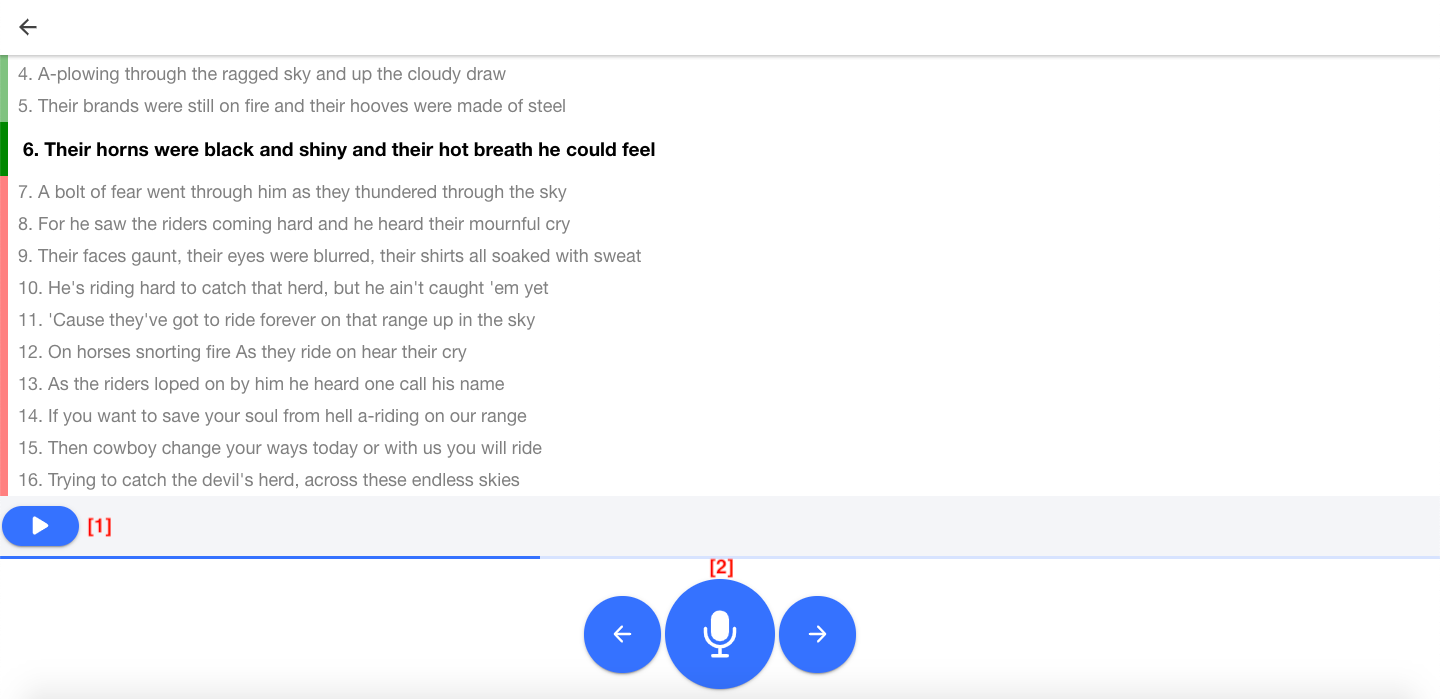 4. A-plowing through the ragged sky and up the cloudy draw
5. Their brands were still on fire and their hooves were made of steel
6. Their horns were black and shiny and their hot breath he could feel
7. A bolt of fear went through him as they thundered through the sky
8. For he saw the riders coming hard and he heard their mournful cry
9. Their faces gaunt, their eyes were blurred, their shirts all soaked with sweat
10. He's riding hard to catch that herd, but he ain't caught 'em yet
11. 'Cause they've got to ride forever on that range up in the sky
12. On horses snorting fire As they ride on hear their cry
13. As the riders loped on by him he heard one call his name
14. If you want to save your soul from hell a-riding on our range
15. Then cowboy change your ways today or with us you will ride
16. Trying to catch the devil's herd, across these endless skies
[1]
[2]